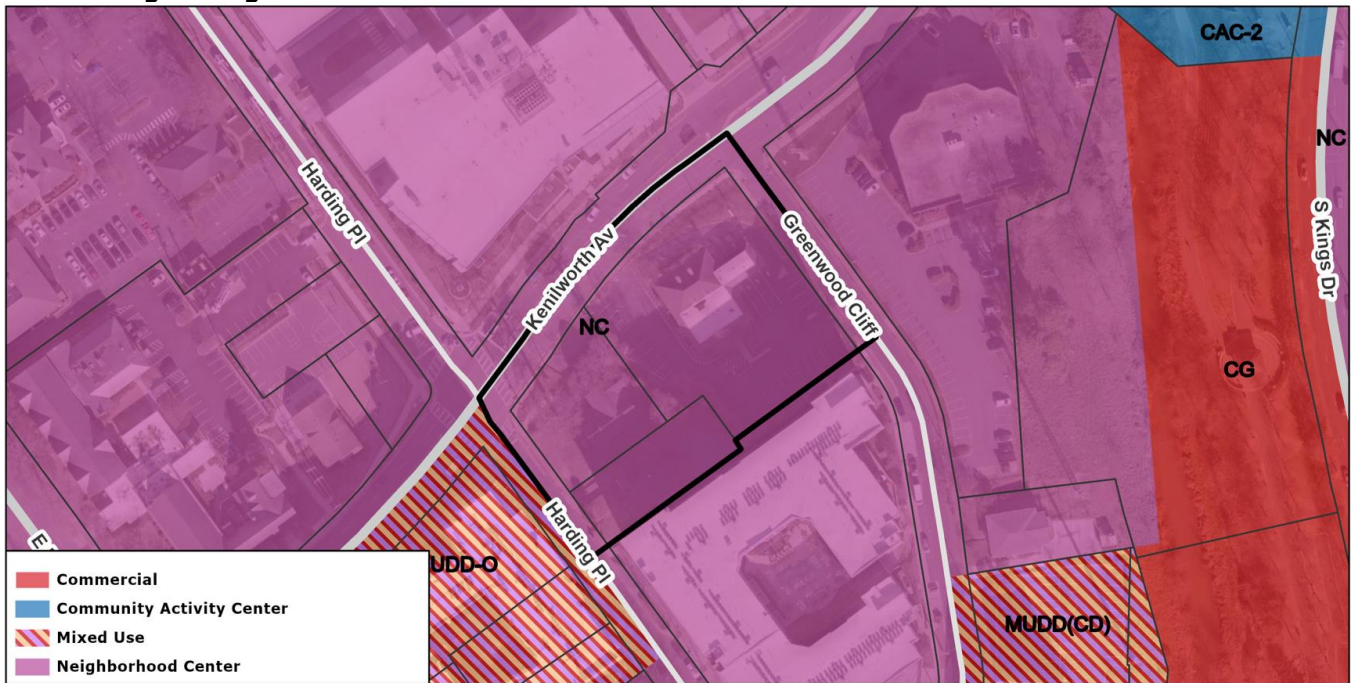 CAC-2
NC
Harding Pl
S Kings Dr
Kenilworth Av
Greenwood Cliff
NC
CG
Harding Pl
UDD-O
MUDD(CD)
Commercial
Community Activity Center
Mixed Use
Neighborhood Center